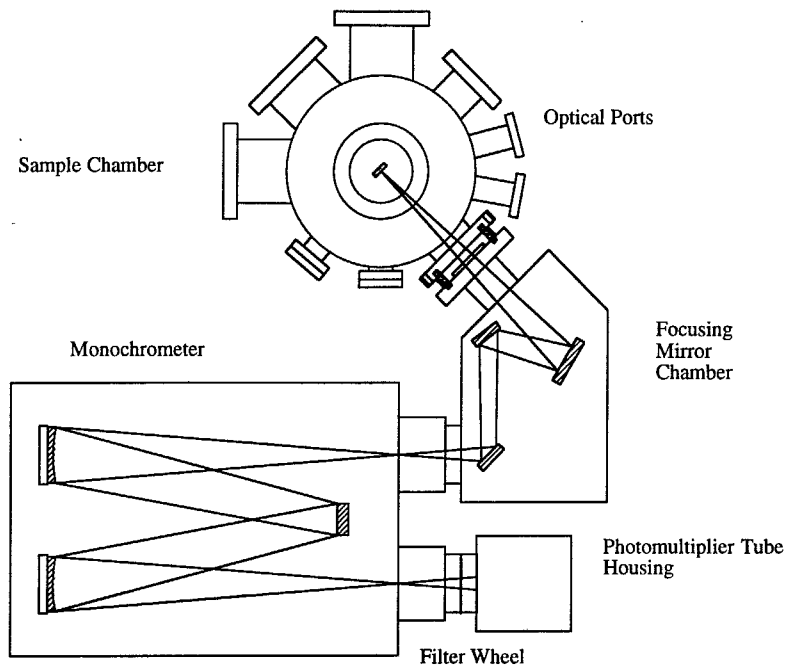 Optical Ports
Sample Chamber
Focusing
Mirror
Chamber
Monochrometer
Photomultiplier Tube
Housing
Filter Wheel